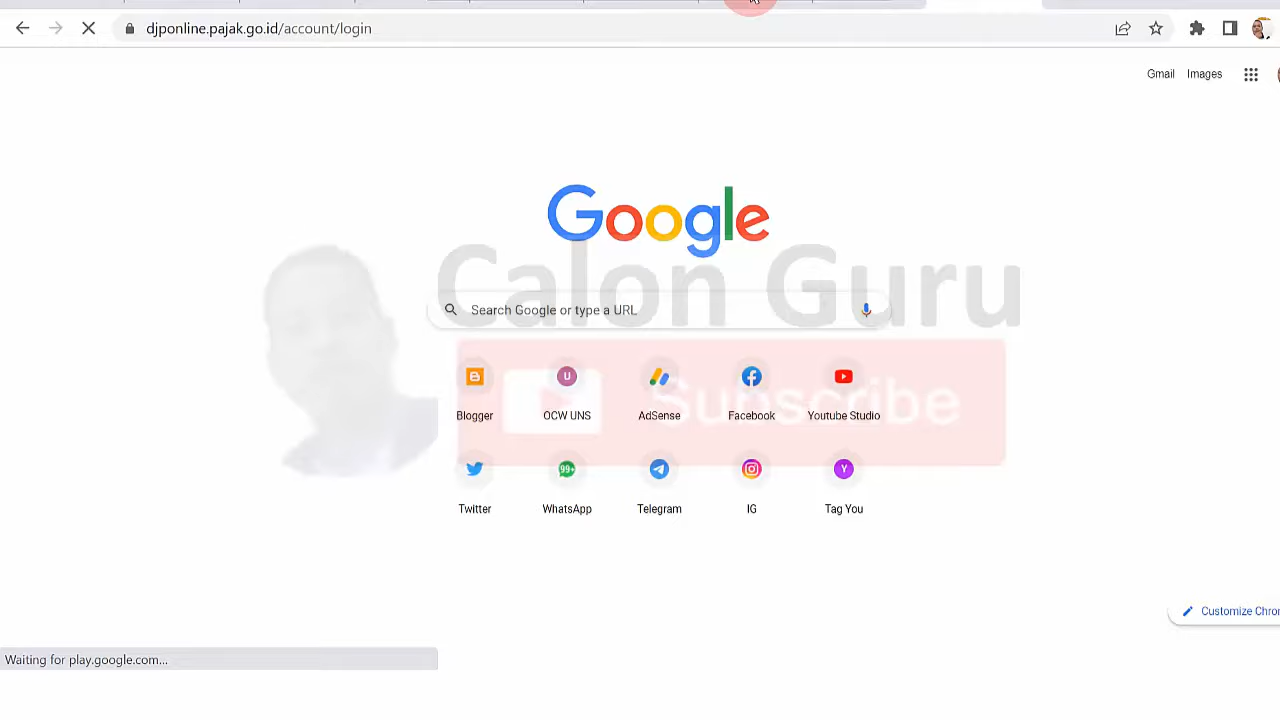 djponline.pajak.go.id/account/login
Gmail Images
Google
Calon Guru
Search Google or type a URL
Subscribe
U
Blogger OCW UNS AdSense Facebook Youtube Studio
99+ Y
Twitter WhatsApp Telegram IG Tag You
Customize Chro
Waiting for play.google.com...